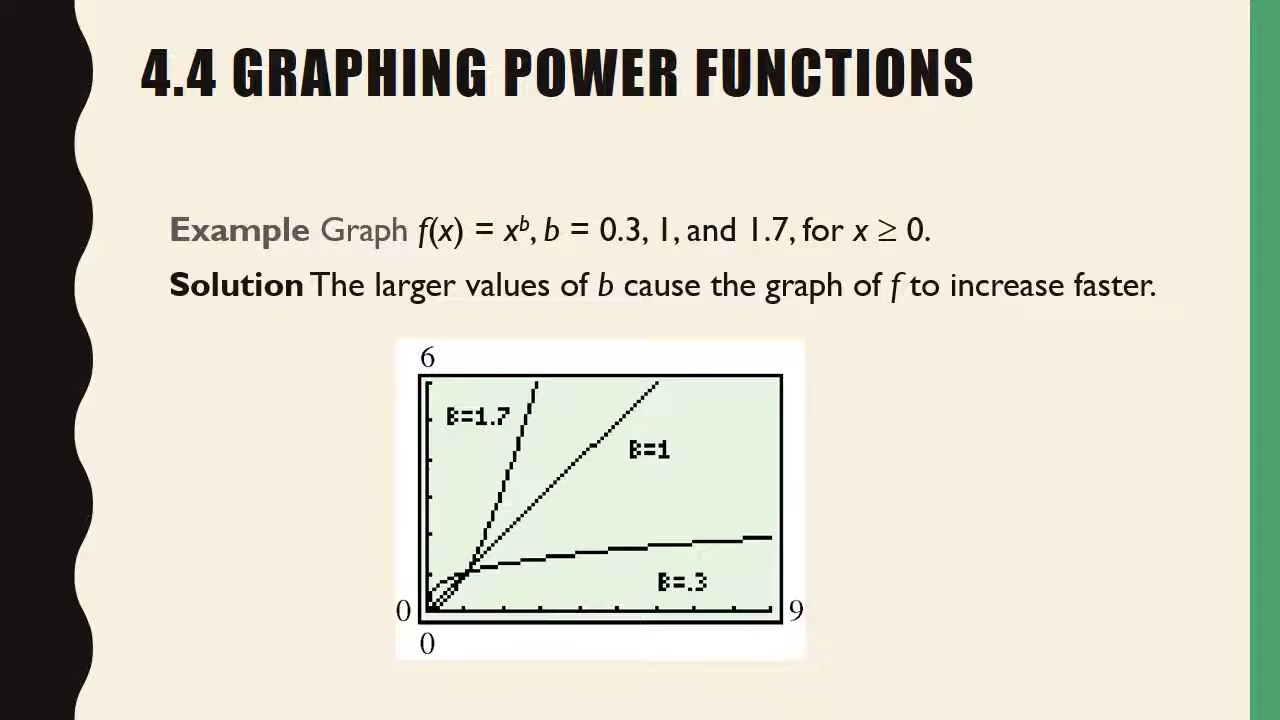 4.4 GRAPHING POWER FUNCTIONS
Example Graph f(x) = xᵇ, b = 0.3, 1, and 1.7, for x ≥ 0.
Solution The larger values of b cause the graph of f to increase faster.
6
B=1.7
B=1
B=.3
0
9
0